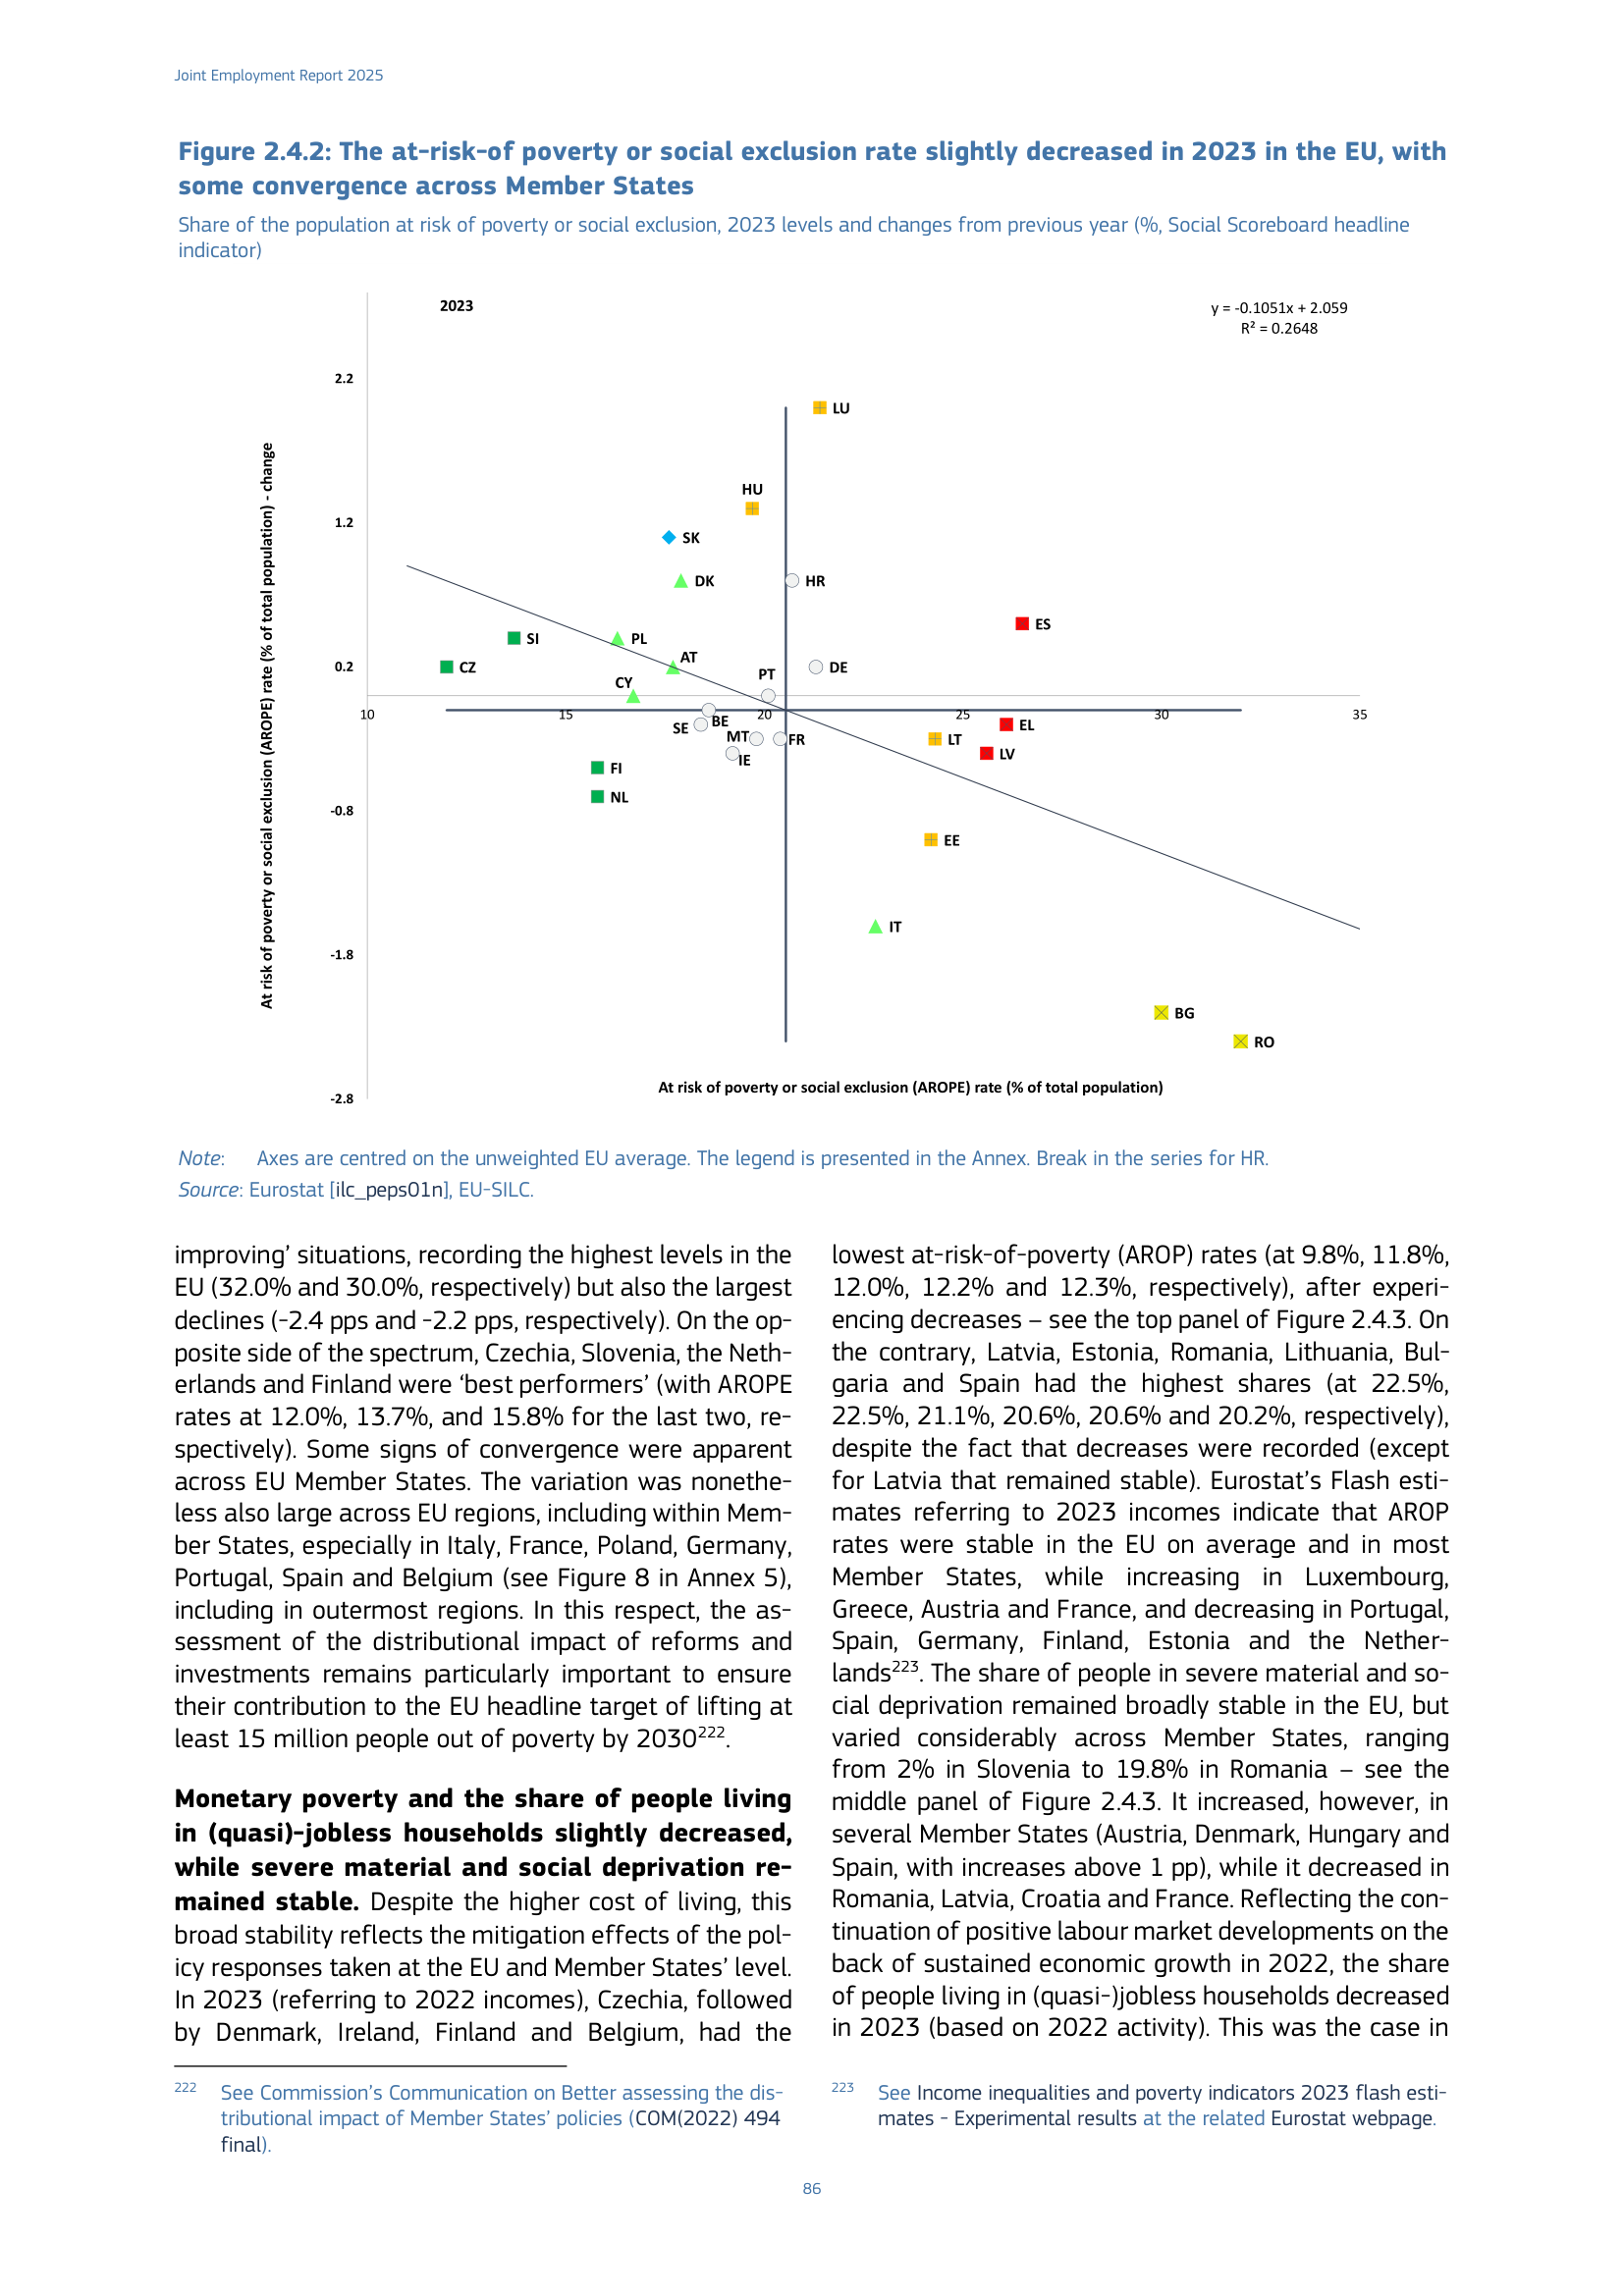 Joint Employment Report 2025
Figure 2.4.2: The at-risk-of poverty or social exclusion rate slightly decreased in 2023 in the EU, with
some convergence across Member States
Share of the population at risk of poverty or social exclusion, 2023 levels and changes from previous year (%, Social Scoreboard headline
indicator)
2023
y = -0.1051x + 2.059
R² = 0.2648
2.2
1.2
0.2
-0.8
-1.8
-2.8
At risk of poverty or social exclusion (AROPE) rate (% of total population) - change
LU
HU
SK
DK
HR
ES
SI
PL
CZ
AT
DE
CY
PT
10
15
20
25
30
35
SE
BE
MT
FR
IE
LT
EL
LV
FI
NL
EE
IT
BG
RO
At risk of poverty or social exclusion (AROPE) rate (% of total population)
Note: Axes are centred on the unweighted EU average. The legend is presented in the Annex. Break in the series for HR.
Source: Eurostat [ilc_peps01n], EU-SILC.
improving’ situations, recording the highest levels in the
EU (32.0% and 30.0%, respectively) but also the largest
declines (-2.4 pps and -2.2 pps, respectively). On the op-
posite side of the spectrum, Czechia, Slovenia, the Neth-
erlands and Finland were ‘best performers’ (with AROPE
rates at 12.0%, 13.7%, and 15.8% for the last two, re-
spectively). Some signs of convergence were apparent
across EU Member States. The variation was nonethe-
less also large across EU regions, including within Mem-
ber States, especially in Italy, France, Poland, Germany,
Portugal, Spain and Belgium (see Figure 8 in Annex 5),
including in outermost regions. In this respect, the as-
sessment of the distributional impact of reforms and
investments remains particularly important to ensure
their contribution to the EU headline target of lifting at
least 15 million people out of poverty by 2030²²².
Monetary poverty and the share of people living
in (quasi)-jobless households slightly decreased,
while severe material and social deprivation re-
mained stable. Despite the higher cost of living, this
broad stability reflects the mitigation effects of the pol-
icy responses taken at the EU and Member States’ level.
In 2023 (referring to 2022 incomes), Czechia, followed
by Denmark, Ireland, Finland and Belgium, had the
lowest at-risk-of-poverty (AROP) rates (at 9.8%, 11.8%,
12.0%, 12.2% and 12.3%, respectively), after experi-
encing decreases – see the top panel of Figure 2.4.3. On
the contrary, Latvia, Estonia, Romania, Lithuania, Bul-
garia and Spain had the highest shares (at 22.5%,
22.5%, 21.1%, 20.6%, 20.6% and 20.2%, respectively),
despite the fact that decreases were recorded (except
for Latvia that remained stable). Eurostat’s Flash esti-
mates referring to 2023 incomes indicate that AROP
rates were stable in the EU on average and in most
Member States, while increasing in Luxembourg,
Greece, Austria and France, and decreasing in Portugal,
Spain, Germany, Finland, Estonia and the Nether-
lands²²³. The share of people in severe material and so-
cial deprivation remained broadly stable in the EU, but
varied considerably across Member States, ranging
from 2% in Slovenia to 19.8% in Romania – see the
middle panel of Figure 2.4.3. It increased, however, in
several Member States (Austria, Denmark, Hungary and
Spain, with increases above 1 pp), while it decreased in
Romania, Latvia, Croatia and France. Reflecting the con-
tinuation of positive labour market developments on the
back of sustained economic growth in 2022, the share
of people living in (quasi-)jobless households decreased
in 2023 (based on 2022 activity). This was the case in
222 See Commission’s Communication on Better assessing the dis-
tributional impact of Member States’ policies (COM(2022) 494
final).
223 See Income inequalities and poverty indicators 2023 flash esti-
mates - Experimental results at the related Eurostat webpage.
86